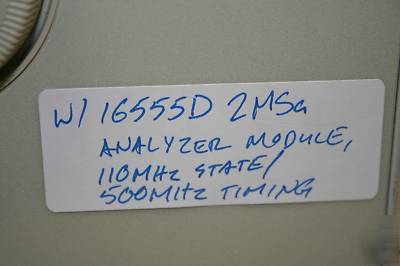 W/ 16555D 2MSa
ANALYZER MODULE,
110MHz STATE/
500MHz TIMING